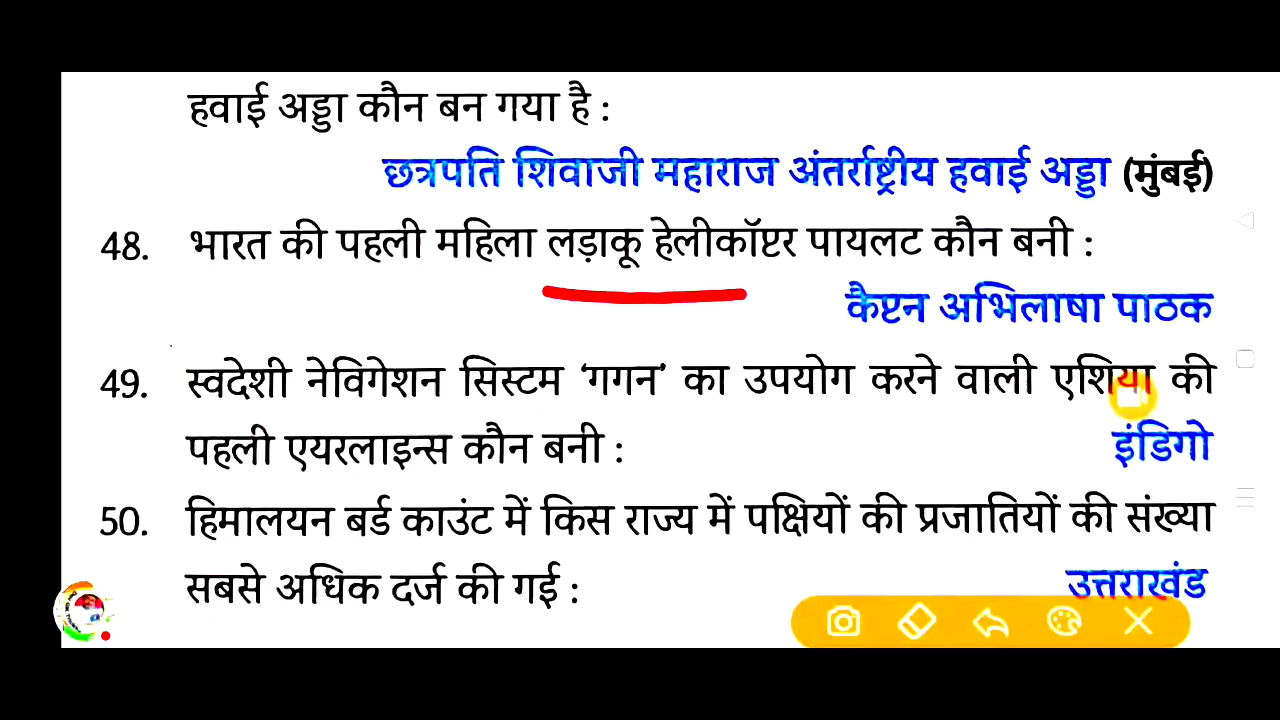 हवाई अड्डा कौन बन गया है :
छत्रपति शिवाजी महाराज अंतर्राष्ट्रीय हवाई अड्डा (मुंबई)
48. भारत की पहली महिला लड़ाकू हेलीकॉप्टर पायलट कौन बनी :
कैप्टन अभिलाषा पाठक
49. स्वदेशी नेविगेशन सिस्टम ‘गगन’ का उपयोग करने वाली एशिया की
पहली एयरलाइन्स कौन बनी :
इंडिगो
50. हिमालयन बर्ड काउंट में किस राज्य में पक्षियों की प्रजातियों की संख्या
सबसे अधिक दर्ज की गई :
उत्तराखंड